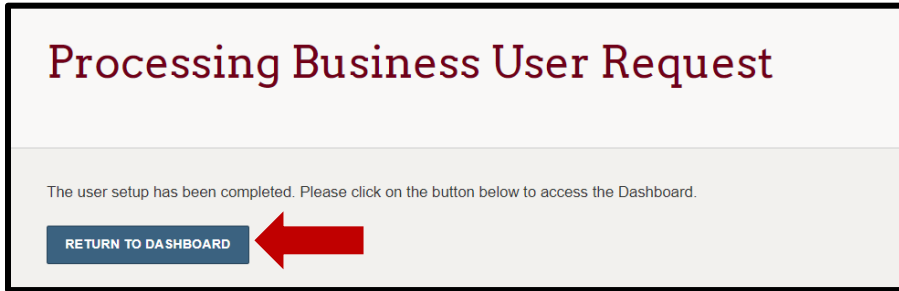 Processing Business User Request
The user setup has been completed. Please click on the button below to access the Dashboard.
RETURN TO DASHBOARD